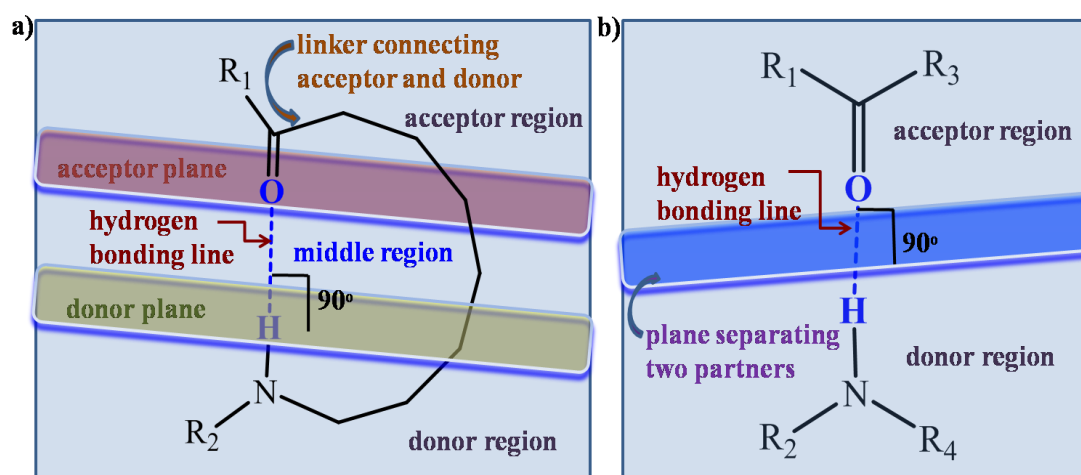 a)
linker connecting
acceptor and donor
R1
acceptor region
acceptor plane
O
hydrogen
bonding line
middle region
donor plane
90o
H
N
R2
donor region
b)
R1
R3
acceptor region
hydrogen
bonding line
O
90o
H
plane separating
two partners
donor region
N
R2
R4